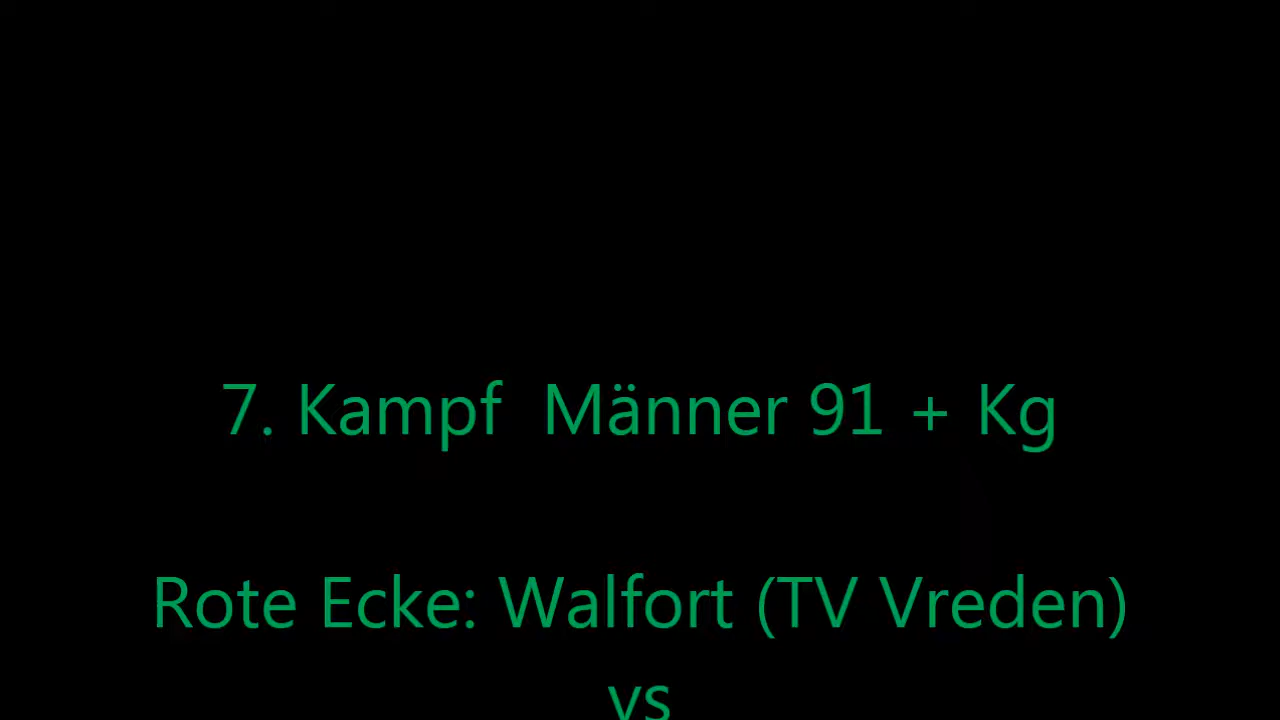 7. Kampf  Männer 91 + Kg
Rote Ecke: Walfort (TV Vreden)
vs